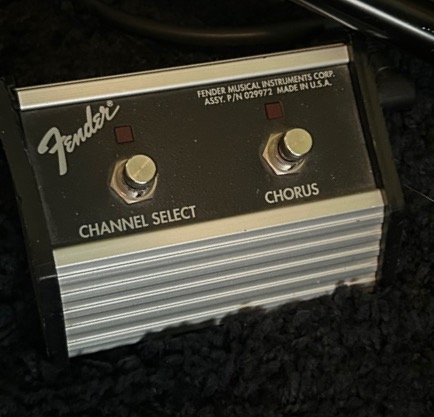 Fender
FENDER MUSICAL INSTRUMENTS CORP.
ASSY. P/N 029972 MADE IN U.S.A.
CHANNEL SELECT
CHORUS